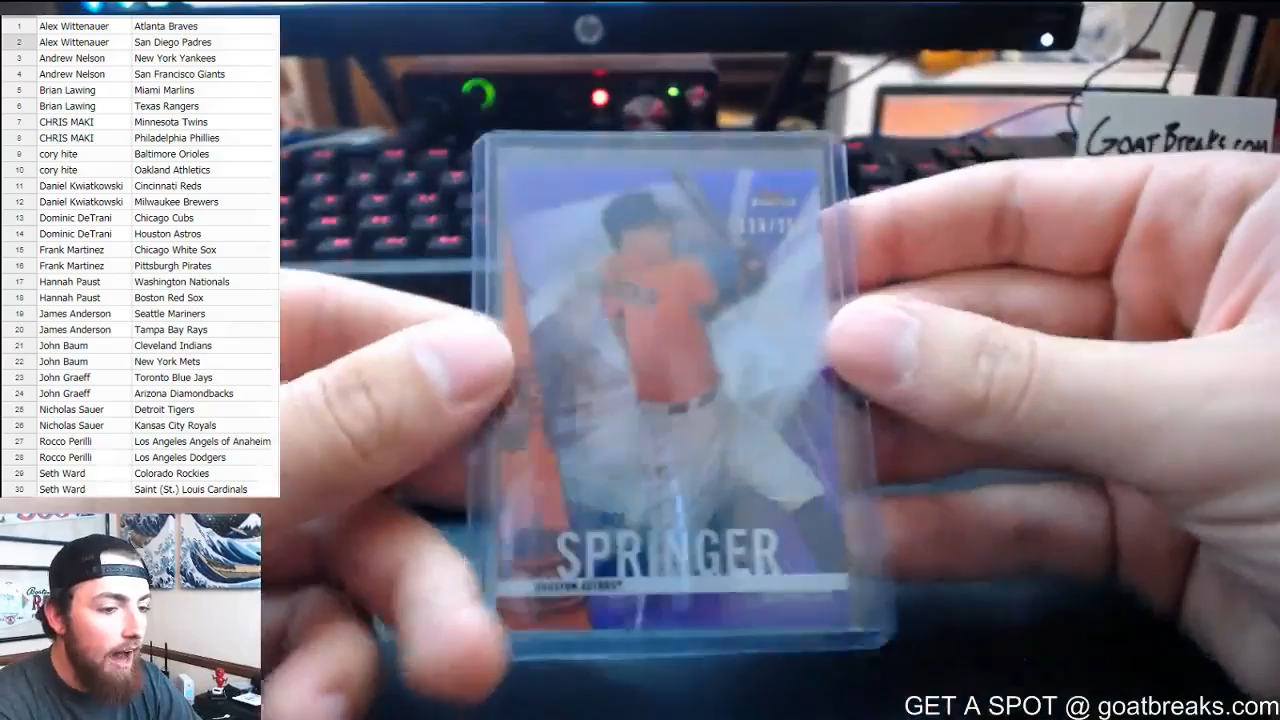 1 Alex Wittenauer Atlanta Braves
2 Alex Wittenauer San Diego Padres
3 Andrew Nelson New York Yankees
4 Andrew Nelson San Francisco Giants
5 Brian Lawing Miami Marlins
6 Brian Lawing Texas Rangers
7 CHRIS MAKI Minnesota Twins
8 CHRIS MAKI Philadelphia Phillies
9 cory hite Baltimore Orioles
10 cory hite Oakland Athletics
11 Daniel Kwiatkowski Cincinnati Reds
12 Daniel Kwiatkowski Milwaukee Brewers
13 Dominic DeTrani Chicago Cubs
14 Dominic DeTrani Houston Astros
15 Frank Martinez Chicago White Sox
16 Frank Martinez Pittsburgh Pirates
17 Hannah Paust Washington Nationals
18 Hannah Paust Boston Red Sox
19 James Anderson Seattle Mariners
20 James Anderson Tampa Bay Rays
21 John Baum Cleveland Indians
22 John Baum New York Mets
23 John Graeff Toronto Blue Jays
24 John Graeff Arizona Diamondbacks
25 Nicholas Sauer Detroit Tigers
26 Nicholas Sauer Kansas City Royals
27 Rocco Perilli Los Angeles Angels of Anaheim
28 Rocco Perilli Los Angeles Dodgers
29 Seth Ward Colorado Rockies
30 Seth Ward Saint (St.) Louis Cardinals
GOATBREAKS.COM
SPRINGER
HOUSTON ASTROS
GET A SPOT @ goatbreaks.com